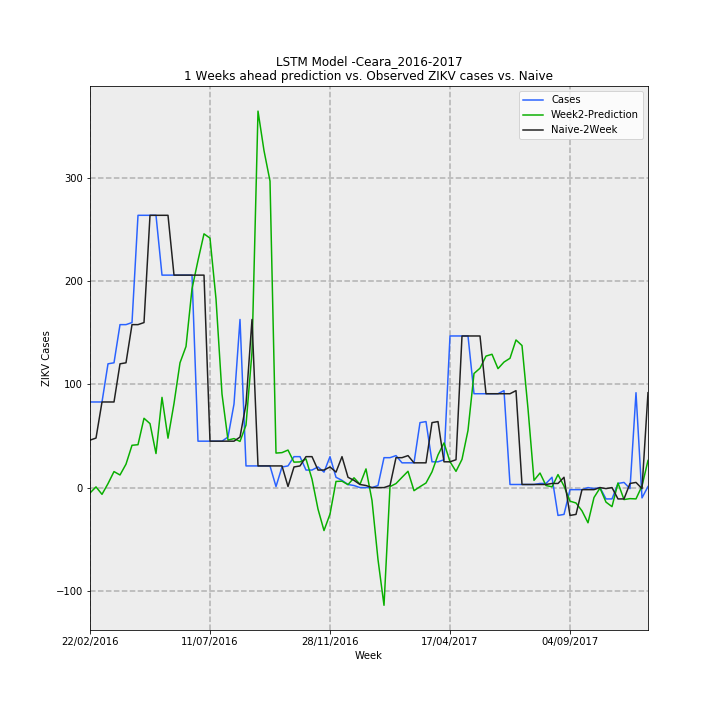 LSTM Model -Ceara_2016-2017
1 Weeks ahead prediction vs. Observed ZIKV cases vs. Naive
Cases
Week2-Prediction
Naive-2Week
ZIKV Cases
300
200
100
0
−100
22/02/2016 11/07/2016 28/11/2016 17/04/2017 04/09/2017
Week